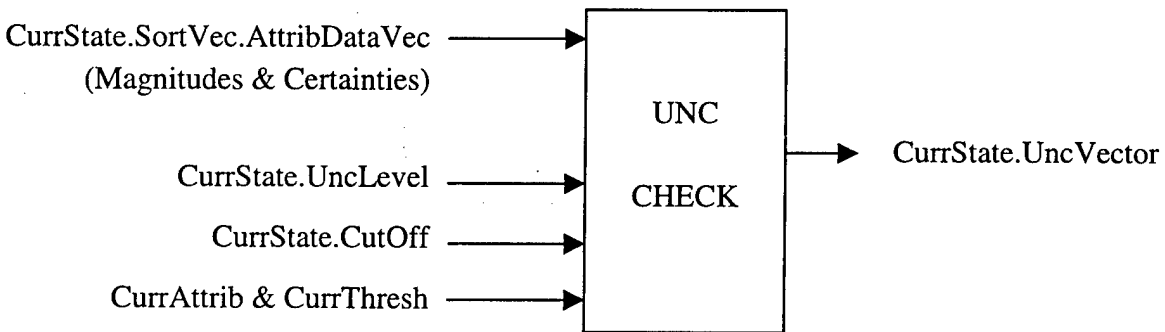 CurrState.SortVec.AttribDataVec
(Magnitudes & Certainties)
CurrState.UncLevel
CurrState.CutOff
CurrAttrib & CurrThresh
UNC
CHECK
CurrState.UncVector